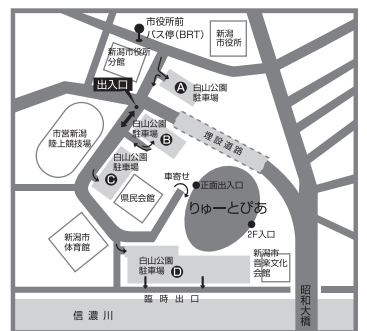 市役所前
バス停(BRT)
新潟市役所
分館
新潟
市役所
出入口
A
白山公園
駐車場
白山公園
駐車場
B
埋設道路
市営新潟
陸上競技場
白山公園
駐車場
C
車寄せ
正面出入口
県民会館
りゅーとぴあ
2F入口
新潟市
体育館
白山公園
駐車場
D
新潟市
音楽文化
会館
臨時出口
昭和大橋
信濃川